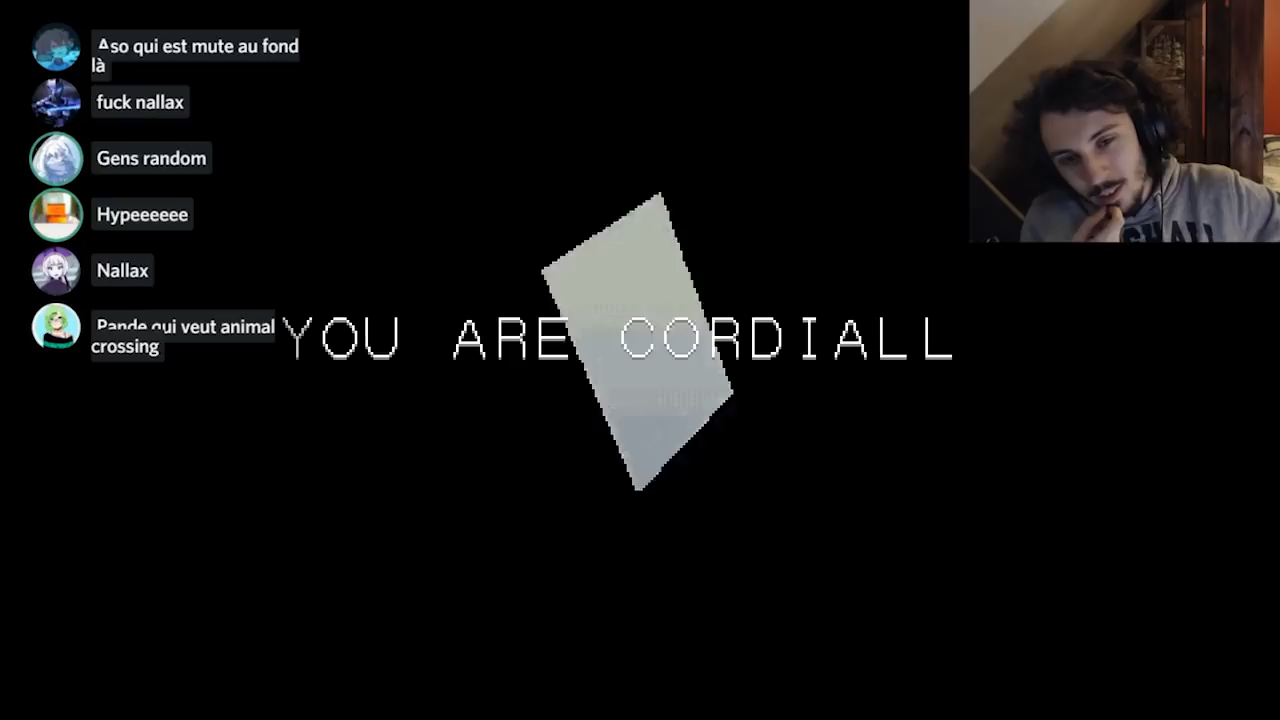 Aso qui est mute au fond
là
fuck nallax
Gens random
Hypeeeeee
Nallax
Pande qui veut animal
crossing
YOU ARE CORDIALL